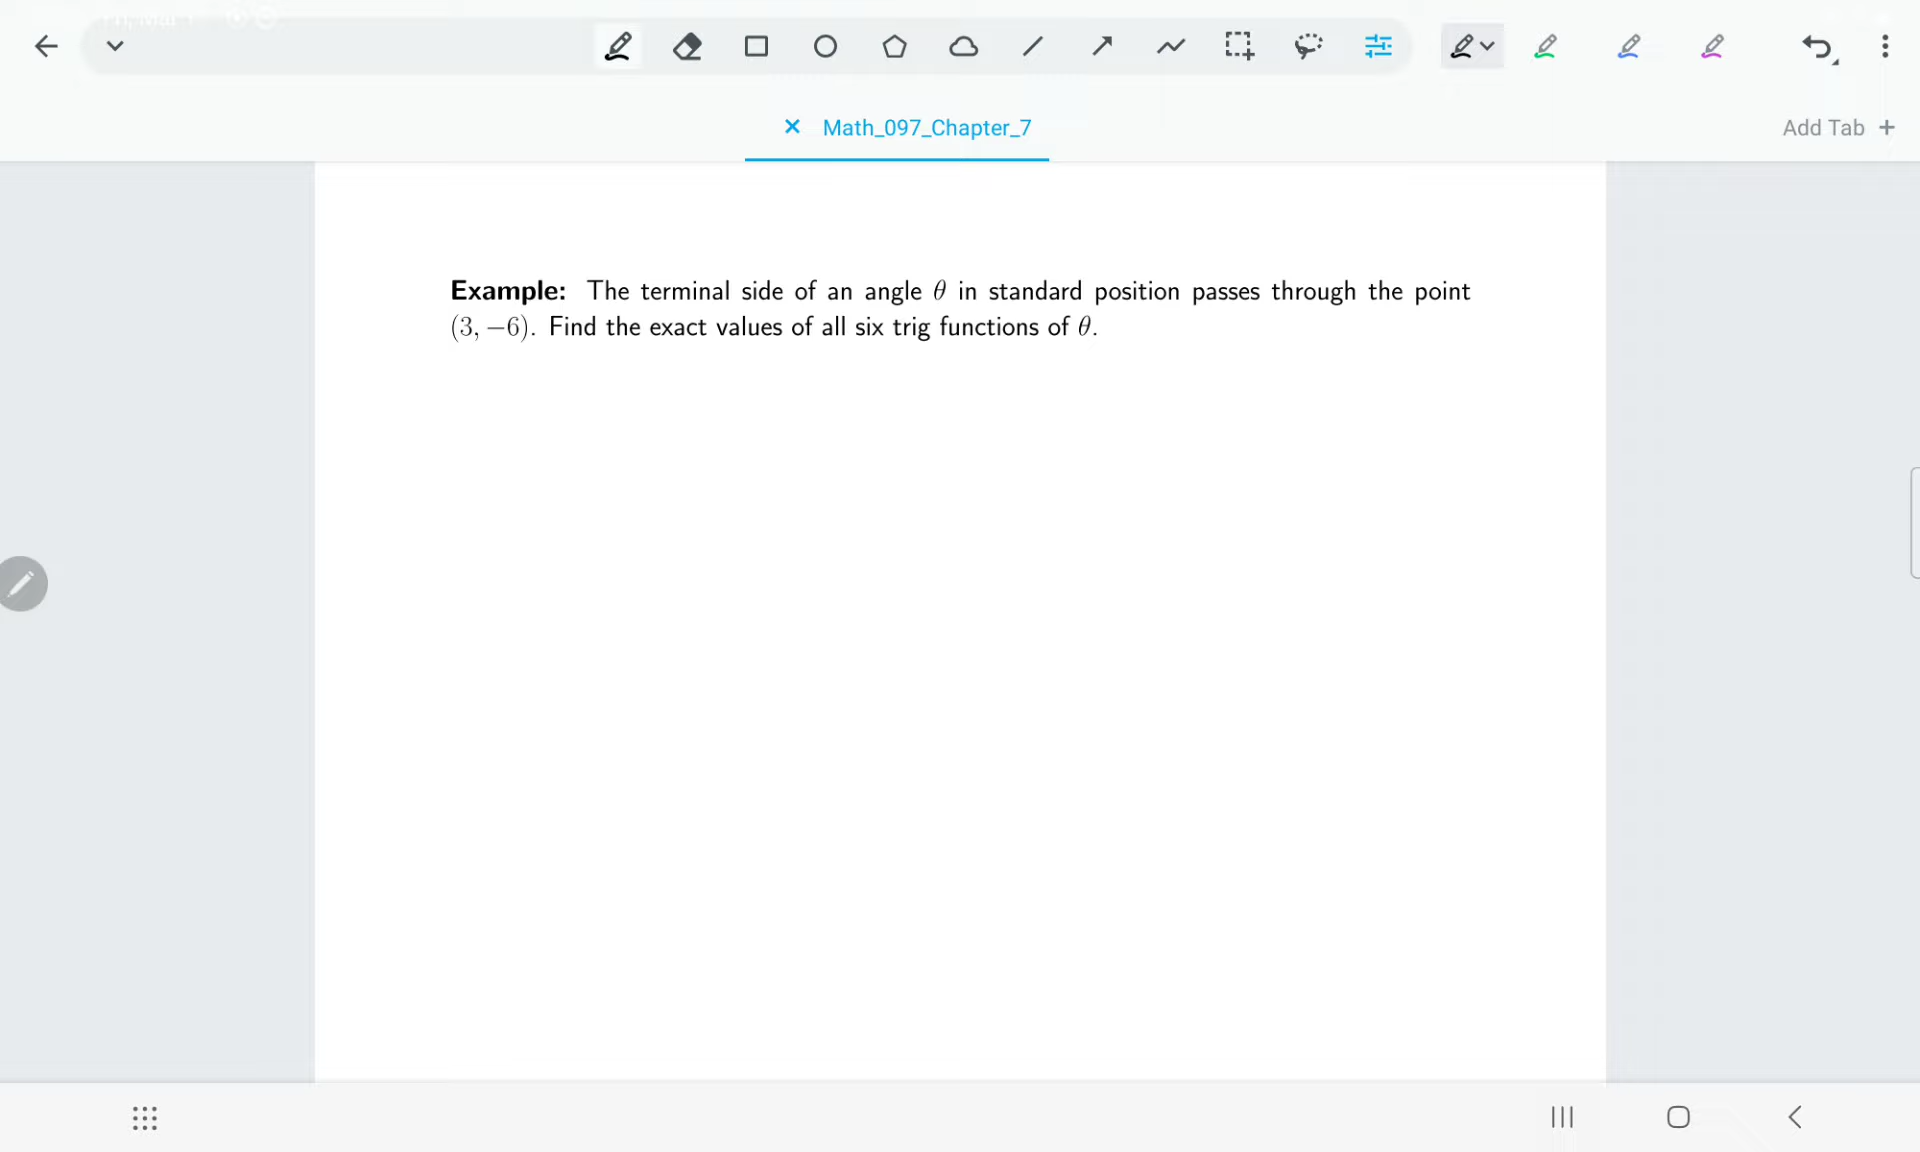 Math_097_Chapter_7
Add Tab +
Example: The terminal side of an angle θ in standard position passes through the point
(3, −6). Find the exact values of all six trig functions of θ.